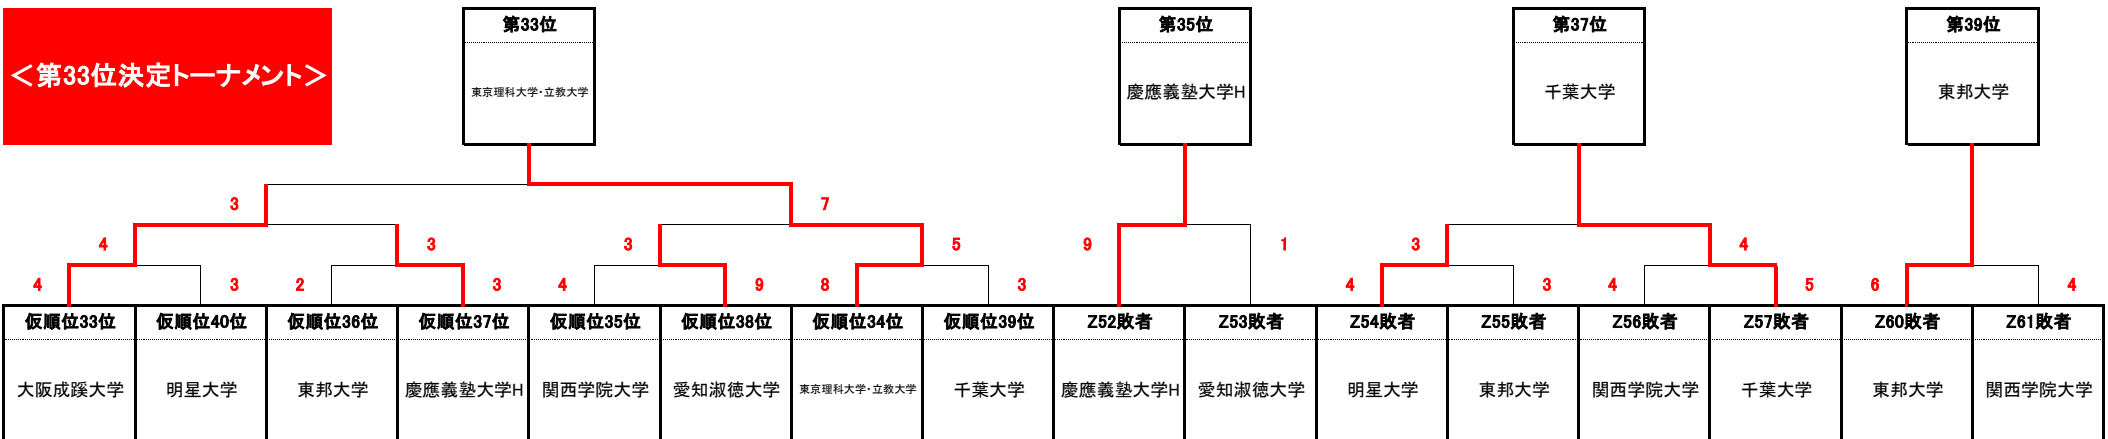 第33位 第35位 第37位 第39位
＜第33位決定トーナメント＞
東京理科大学・立教大学 慶應義塾大学H 千葉大学 東邦大学
3 7
4 3 3 5 9 1 3 4
4 3 2 3 4 9 8 3 4 3 4 5 6 4
仮順位33位 仮順位40位 仮順位36位 仮順位37位 仮順位35位 仮順位38位 仮順位34位 仮順位39位 Z52敗者 Z53敗者 Z54敗者 Z55敗者 Z56敗者 Z57敗者 Z60敗者 Z61敗者
大阪成蹊大学 明星大学 東邦大学 慶應義塾大学H 関西学院大学 愛知淑徳大学 東京理科大学・立教大学 千葉大学 慶應義塾大学H 愛知淑徳大学 明星大学 東邦大学 関西学院大学 千葉大学 東邦大学 関西学院大学